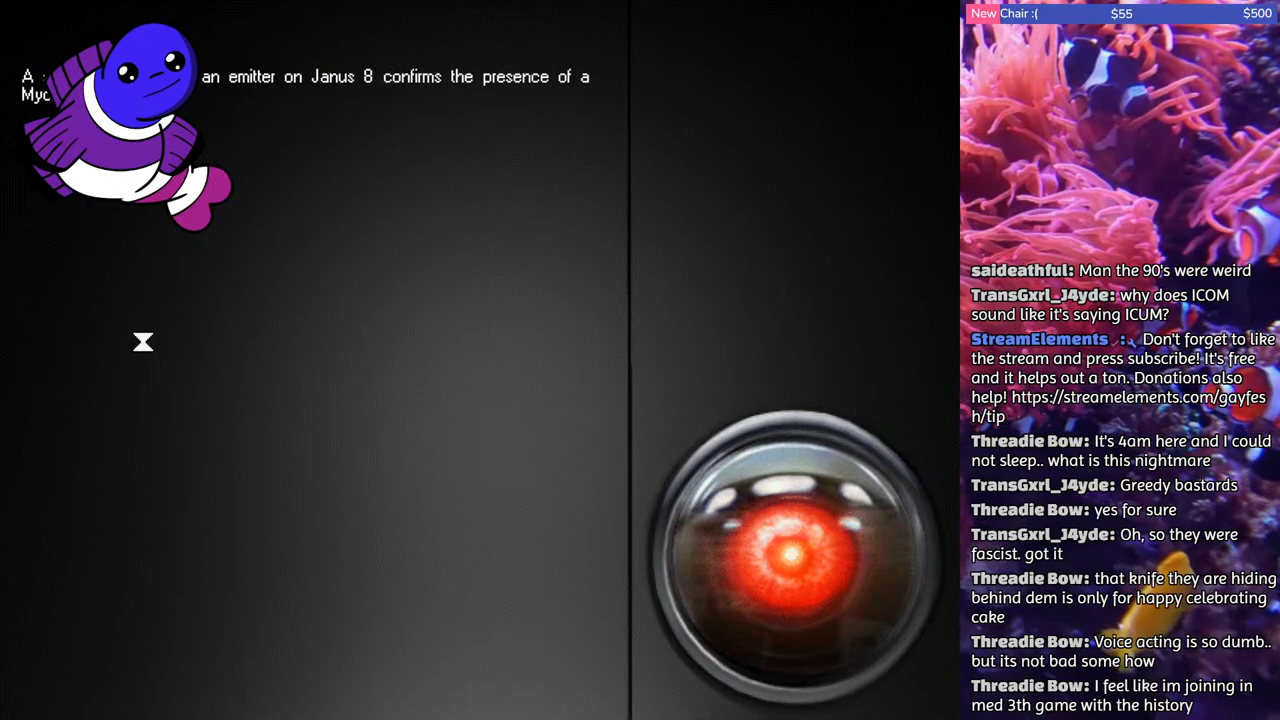 A an emitter on Janus 8 confirms the presence of a
Myc
New Chair :( $55 $500
saideathful: Man the 90's were weird
TransGxrl_J4yde: why does ICOM
sound like it's saying ICUM?
StreamElements : Don't forget to like
the stream and press subscribe! It's free
and it helps out a ton. Donations also
help! https://streamelements.com/gayfes
h/tip
Threadie Bow: It's 4am here and I could
not sleep.. what is this nightmare
TransGxrl_J4yde: Greedy bastards
Threadie Bow: yes for sure
TransGxrl_J4yde: Oh, so they were
fascist. got it
Threadie Bow: that knife they are hiding
behind dem is only for happy celebrating
cake
Threadie Bow: Voice acting is so dumb..
but its not bad some how
Threadie Bow: I feel like im joining in
med 3th game with the history